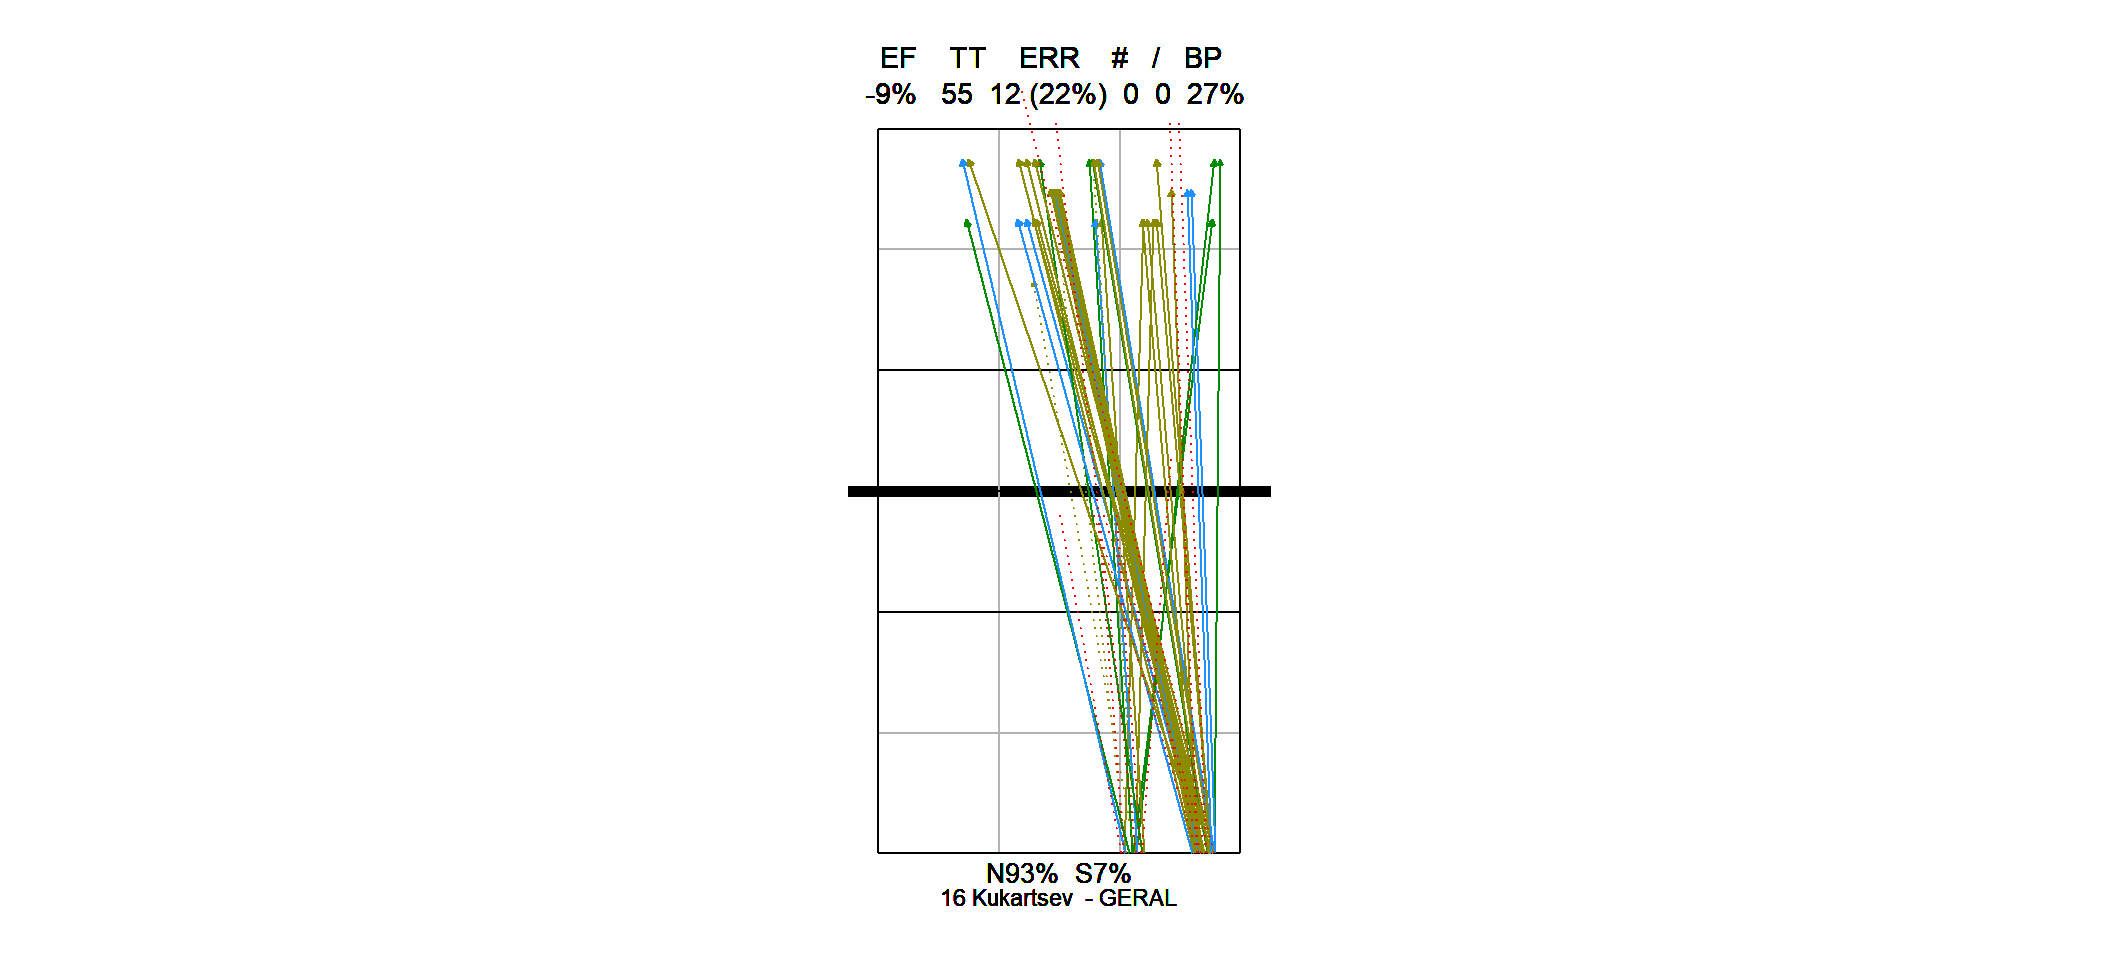 EF TT ERR # / BP
-9% 55 12 (22%) 0 0 27%
N93% S7%
16 Kukartsev - GERAL